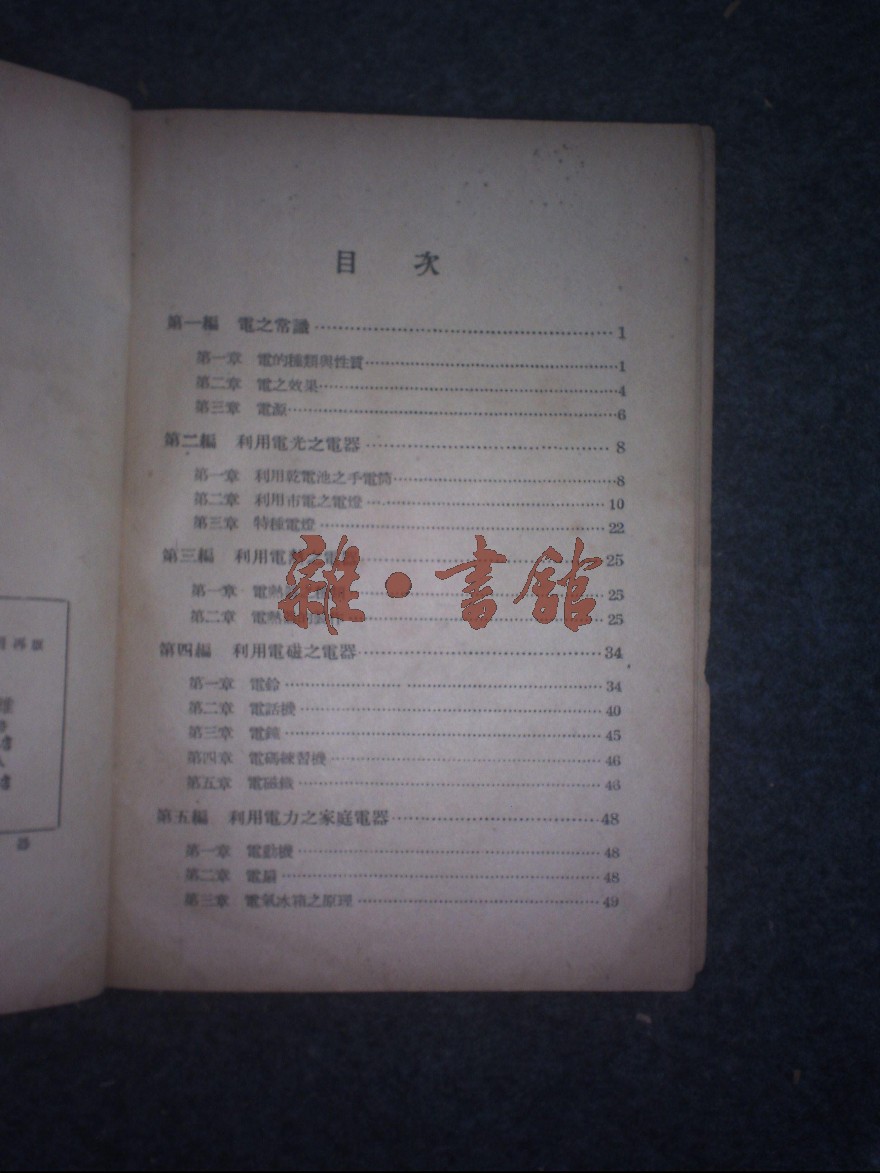 目 次
第一編 電之常識 1
第一章 電的種類與性質 1
第二章 電之效果 4
第三章 電源 6
第二編 利用電光之電器 8
第一章 利用乾電池之手電筒 8
第二章 利用市電之電燈 10
第三章 特種電燈 22
第三編 利用電熱之電器 25
第一章 電熱 25
第二章 電熱 25
第四編 利用電磁之電器 34
第一章 電鈴 34
第二章 電話機 40
第三章 電鐘 45
第四章 電碼練習機 46
第五章 電磁鐵 46
第五編 利用電力之家庭電器 48
第一章 電動機 48
第二章 電扇 48
第三章 電氣冰箱之原理 49
雜·書館